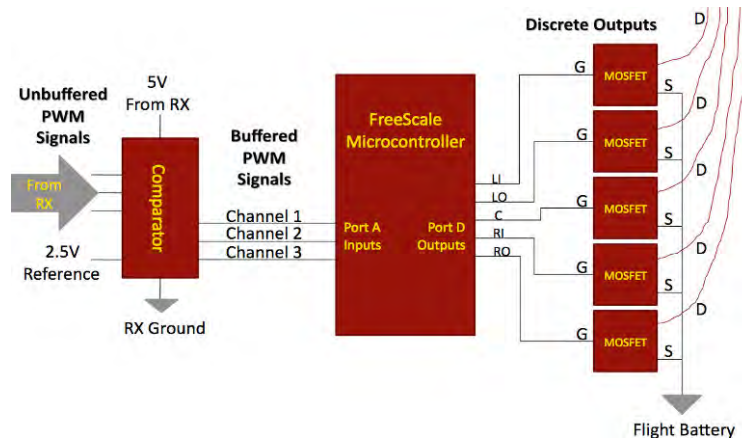 Discrete Outputs
Unbuffered
PWM
Signals
5V
From RX
Buffered
PWM
Signals
From
RX
Comparator
2.5V
Reference
RX Ground
Channel 1
Channel 2
Channel 3
FreeScale
Microcontroller
Port A
Inputs
Port D
Outputs
LI
LO
C
RI
RO
G
MOSFET
D
S
G
MOSFET
D
S
G
MOSFET
D
S
G
MOSFET
D
S
G
MOSFET
D
S
Flight Battery